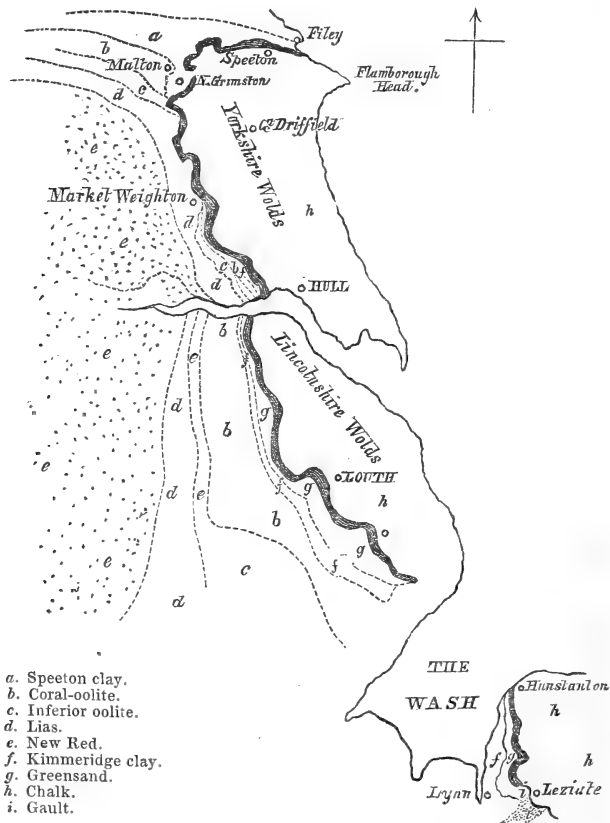 a
Filey
b
Speeton
Malton
N. Grimston
Flamborough
Head.
e
d
Gt. Driffield
e
Yorkshire Wolds
Market Weighton
h
d
e
c b f
d
HULL
b
e
e
f
Lincolnshire Wolds
d
g
b
e
LOUTH
f
g
h
d
e
b
g
e
f
c
d
THE
WASH
Hunstanton
h
f
g
h
i
Lynn
Leziate
a. Speeton clay.
b. Coral-oolite.
c. Inferior oolite.
d. Lias.
e. New Red.
f. Kimmeridge clay.
g. Greensand.
h. Chalk.
i. Gault.